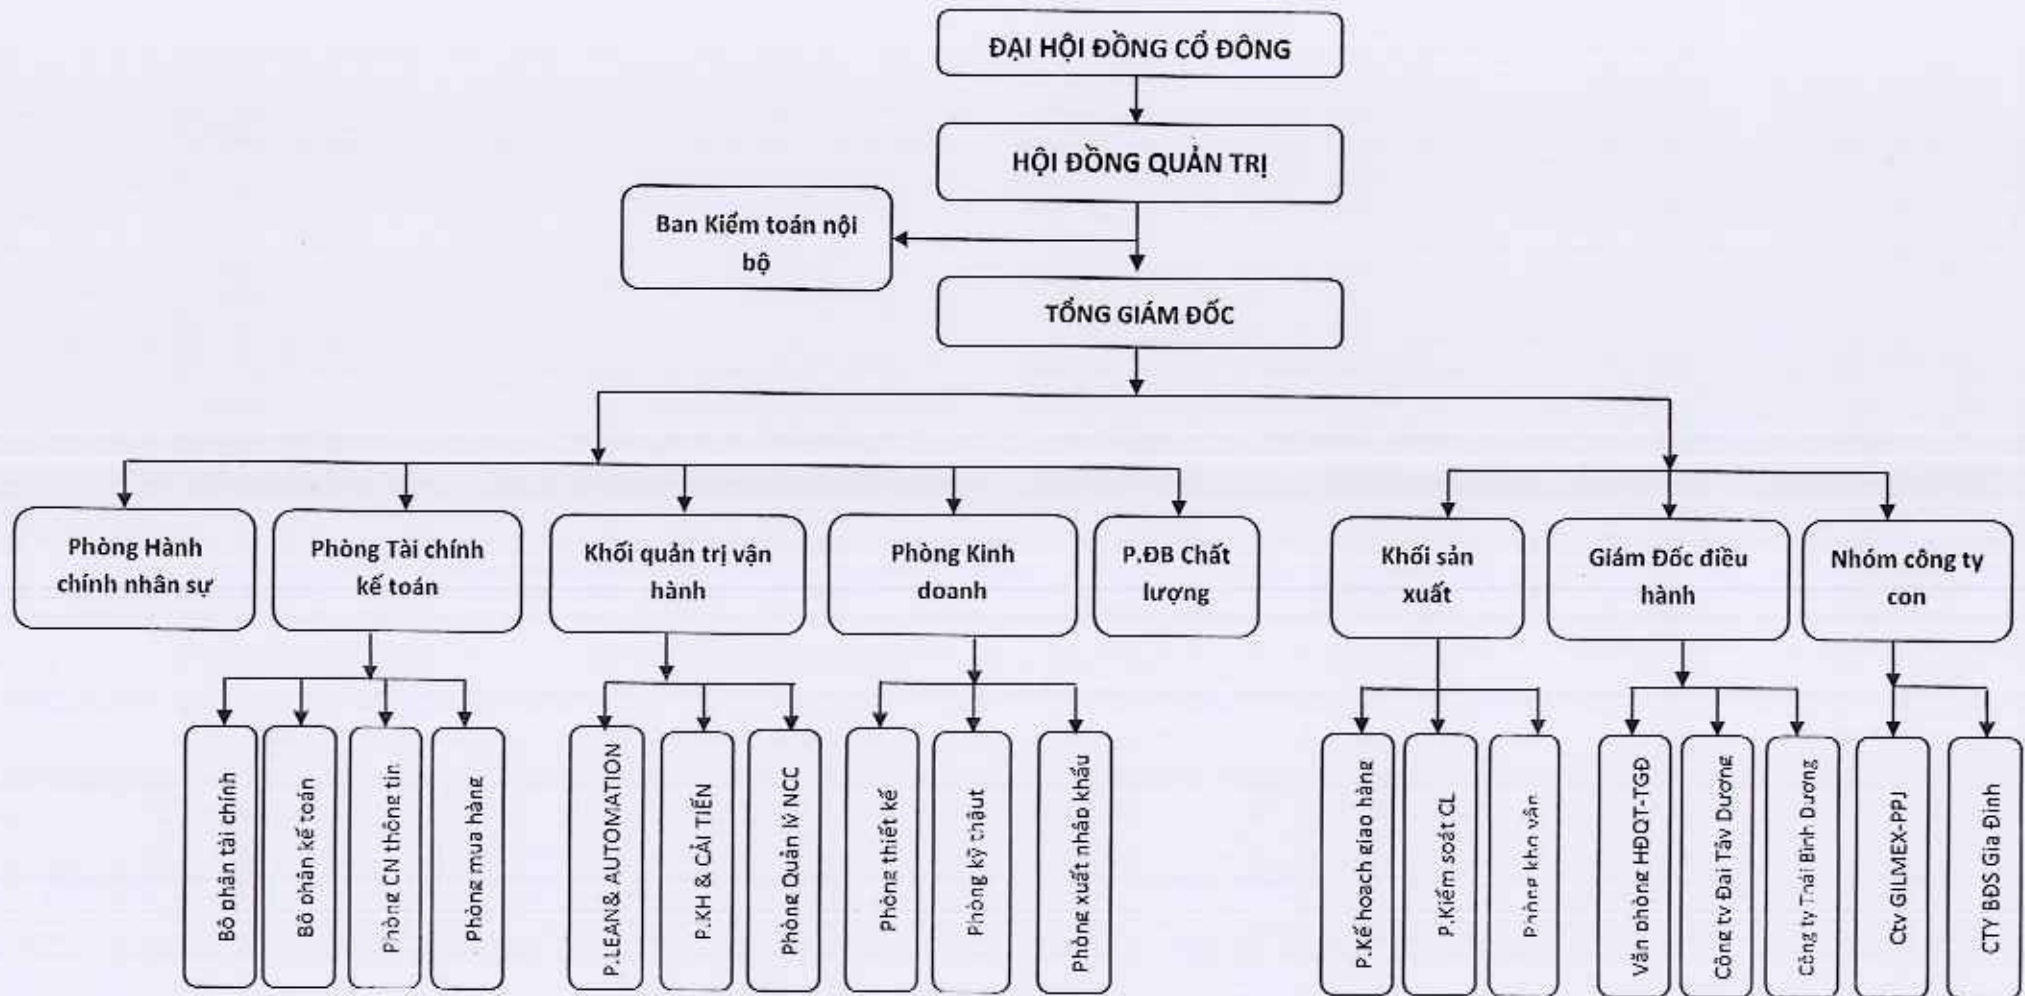 ĐẠI HỘI ĐỒNG CỔ ĐÔNG
HỘI ĐỒNG QUẢN TRỊ
Ban Kiểm toán nội
bộ
TỔNG GIÁM ĐỐC
Phòng Hành
chính nhân sự
Phòng Tài chính
kế toán
Khối quản trị vận
hành
Phòng Kinh
doanh
P.ĐB Chất
lượng
Khối sản
xuất
Giám Đốc điều
hành
Nhóm công ty
con
Bộ phận tài chính
Bộ phận kế toán
Phòng CN thông tin
Phòng mua hàng
P.LEAN& AUTOMATION
P.KH & CẢI TIẾN
Phòng Quản lý NCC
Phòng thiết kế
Phòng kỹ thậut
Phòng xuất nhập khẩu
P.Kế hoạch giao hàng
P.Kiểm soát CL
Phòng kho vận
Văn phòng HĐQT-TGĐ
Công ty Đại Tây Dương
Công ty Thái Bình Dương
Cty GILMEX-PPJ
CTY BĐS Gia Định